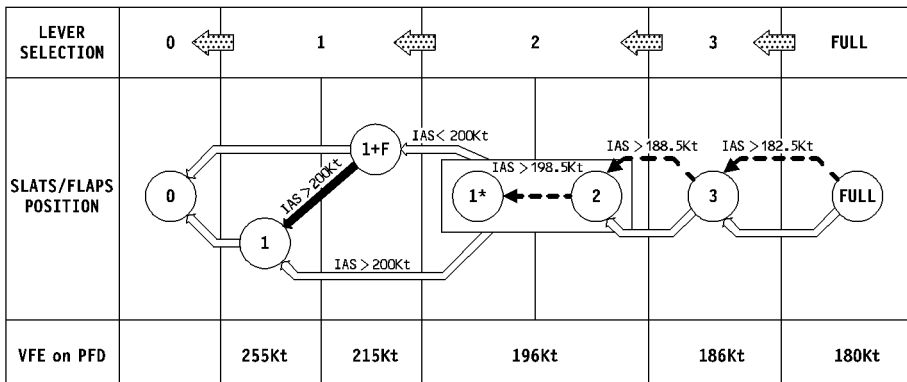 LEVER
SELECTION
0
1
2
3
FULL
SLATS/FLAPS
POSITION
0
1
1+F
1*
2
3
FULL
IAS>200Kt
IAS<200Kt
IAS>200Kt
IAS>198.5Kt
IAS>188.5Kt
IAS>182.5Kt
VFE on PFD
255Kt
215Kt
196Kt
186Kt
180Kt